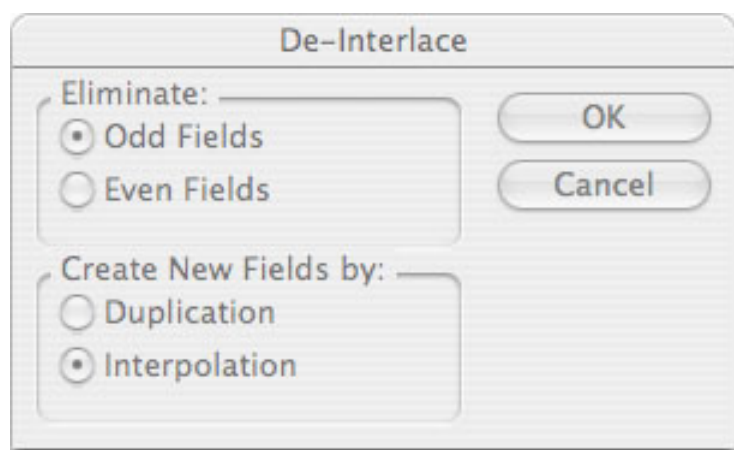 De-Interlace
Eliminate:
Odd Fields
Even Fields
OK
Cancel
Create New Fields by:
Duplication
Interpolation